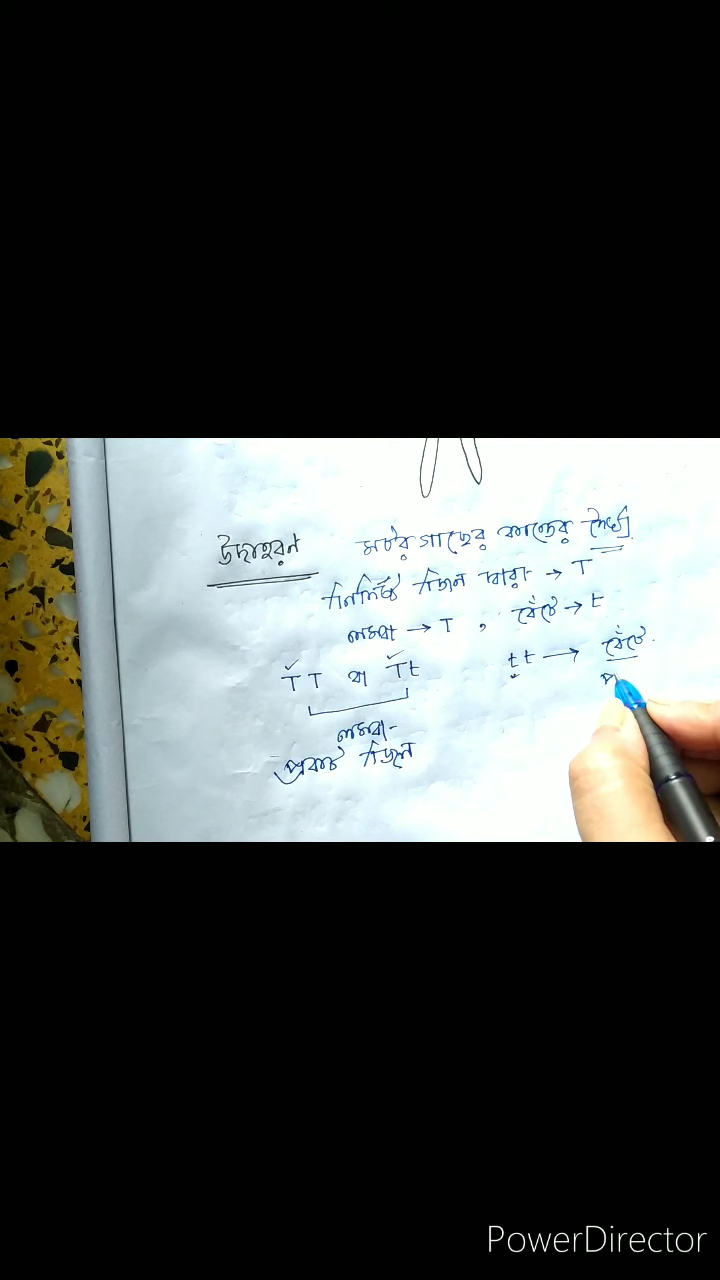 উদাহরণ মটর গাছের কান্ডের দৈর্ঘ্য
নির্দিষ্ট জিন দ্বারা → T
লম্বা → T , বেঁটে → t
TT বা Tt tt → বেঁটে.
প্র
লম্বা-
প্রকট জিন
PowerDirector